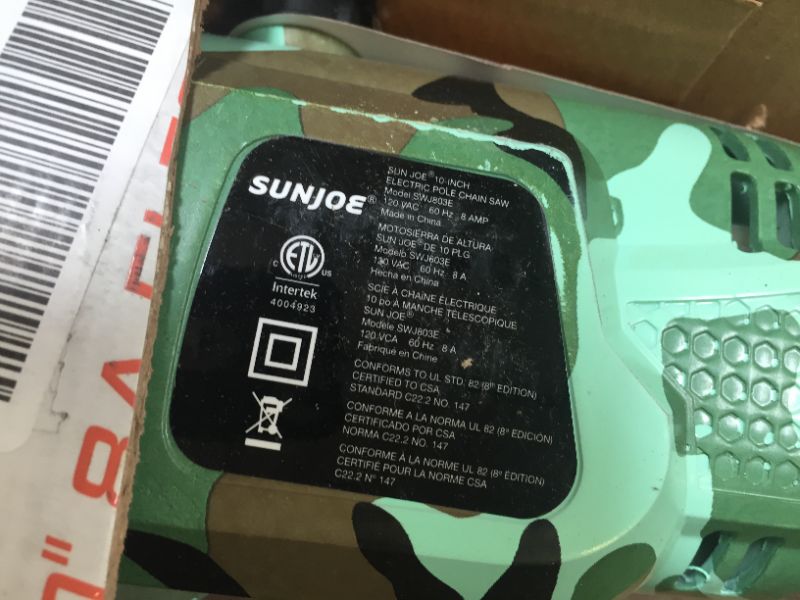 SUNJOE®
C ETL US
Intertek
4004923
SUN JOE® 10-INCH
ELECTRIC POLE CHAIN SAW
Model SWJ803E
120 VAC 60 Hz 8 AMP
Made in China
MOTOSIERRA DE ALTURA
SUN JOE® DE 10 PLG
Modelo SWJ803E
120 VAC 60 Hz 8 A
Hecha en China
SCIE À CHAÎNE ÉLECTRIQUE
10 po À MANCHE TÉLESCOPIQUE
SUN JOE®
Modèle SWJ803E
120 VCA 60 Hz 8 A
Fabriqué en Chine
CONFORMS TO UL STD. 82 (8ᵗʰ EDITION)
CERTIFIED TO CSA
STANDARD C22.2 NO. 147
CONFORME A LA NORMA UL 82 (8º EDICIÓN)
CERTIFICADO POR CSA
NORMA C22.2 NO. 147
CONFORME À LA NORME UL 82 (8ᵉ ÉDITION)
CERTIFIÉ POUR LA NORME CSA
C22.2 Nº 147